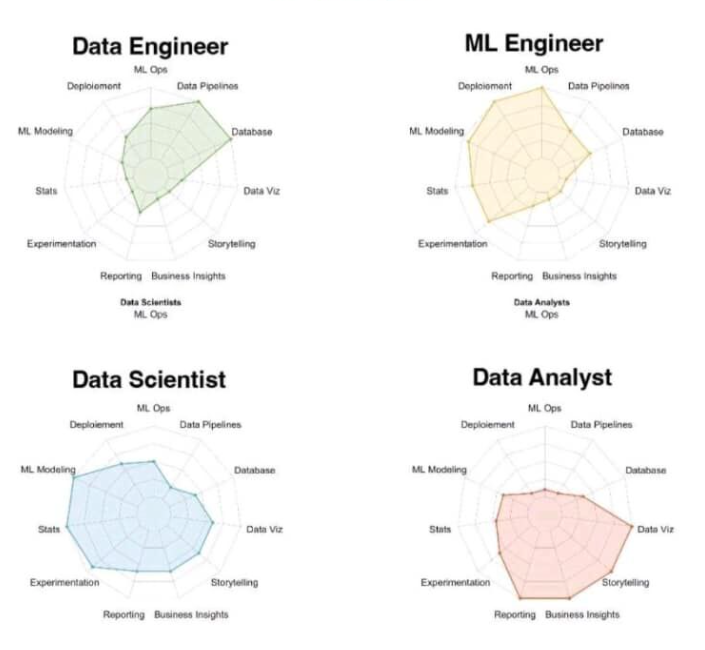 Data Engineer
ML Ops
Deploiement
Data Pipelines
ML Modeling
Database
Stats
Data Viz
Experimentation
Storytelling
Reporting
Business Insights
Data Scientists
ML Ops
ML Engineer
ML Ops
Deploiement
Data Pipelines
ML Modeling
Database
Stats
Data Viz
Experimentation
Storytelling
Reporting
Business Insights
Data Analysts
ML Ops
Data Scientist
ML Ops
Deploiement
Data Pipelines
ML Modeling
Database
Stats
Data Viz
Experimentation
Storytelling
Reporting
Business Insights
Data Analyst
ML Ops
Deploiement
Data Pipelines
ML Modeling
Database
Stats
Data Viz
Experimentation
Storytelling
Reporting
Business Insights